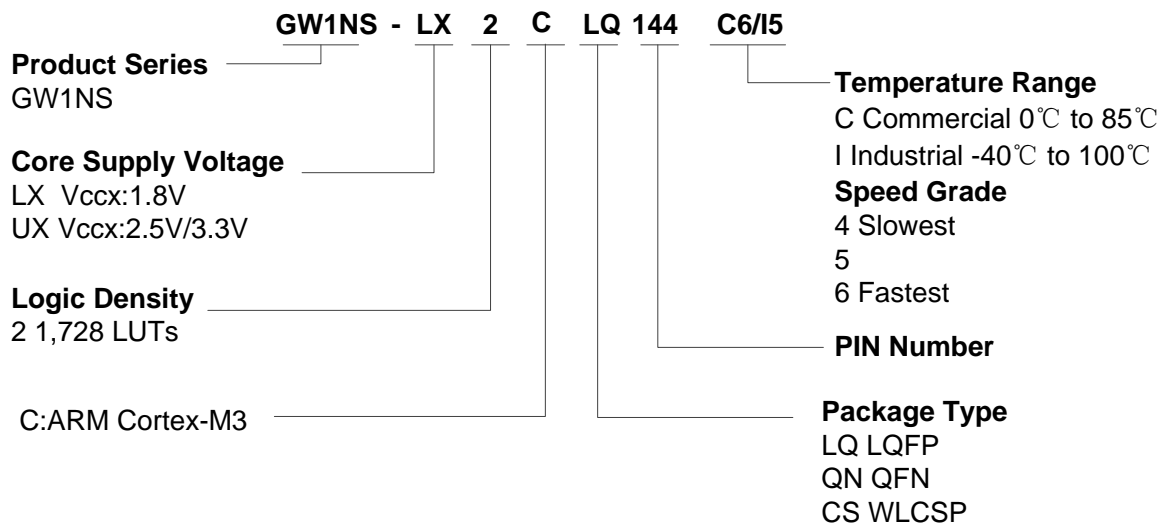 GW1NS - LX 2 C LQ 144 C6/I5
Product Series
GW1NS
Core Supply Voltage
LX Vccx:1.8V
UX Vccx:2.5V/3.3V
Logic Density
2 1,728 LUTs
C:ARM Cortex-M3
Temperature Range
C Commercial 0℃ to 85℃
I Industrial -40℃ to 100℃
Speed Grade
4 Slowest
5
6 Fastest
PIN Number
Package Type
LQ LQFP
QN QFN
CS WLCSP